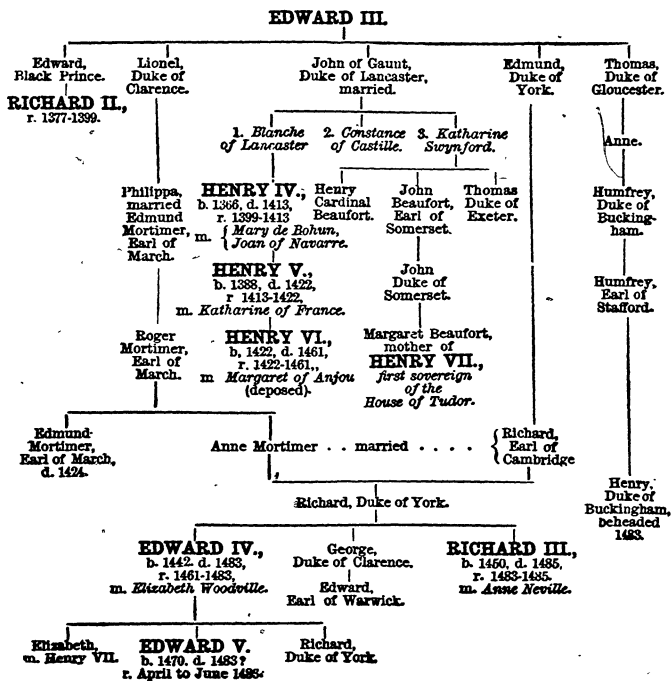 EDWARD III.
Edward,
Black Prince.
RICHARD II.,
r. 1377-1399.
Lionel,
Duke of
Clarence.
John of Gaunt,
Duke of Lancaster,
married.
Edmund,
Duke of
York.
Thomas,
Duke of
Gloucester.
1. Blanche
of Lancaster
2. Constance
of Castille.
3. Katharine
Swynford.
Anne.
Philippa,
married
Edmund
Mortimer,
Earl of
March.
HENRY IV.,
b. 1366, d. 1413,
r. 1399-1413
m. { Mary de Bohun,
Joan of Navarre.
Henry
Cardinal
Beaufort.
John
Beaufort,
Earl of
Somerset.
Thomas
Duke of
Exeter.
Humfrey,
Duke of
Bucking-
ham.
HENRY V.,
b. 1388, d. 1422,
r 1413-1422,
m. Katharine of France.
John
Duke of
Somerset.
Humfrey,
Earl of
Stafford.
Roger
Mortimer,
Earl of
March.
HENRY VI.,
b, 1422, d. 1461,
r. 1422-1461,,
m Margaret of Anjou
(deposed).
Margaret Beaufort,
mother of
HENRY VII.,
first sovereign
of the
House of Tudor.
Edmund
Mortimer,
Earl of March,
d. 1424.
Anne Mortimer . . married . . . .
{ Richard,
Earl of
Cambridge
Henry,
Duke of
Buckingham,
beheaded
1483.
Richard, Duke of York.
EDWARD IV.,
b. 1442. d. 1483,
r. 1461-1483,
m. Elizabeth Woodville.
George,
Duke of Clarence.
Edward,
Earl of Warwick.
RICHARD III.,
b. 1450, d. 1485,
r. 1483-1485.
m. Anne Neville.
Elizabeth,
m. Henry VII.
EDWARD V.
b. 1470. d. 1483?
r. April to June 1483.
Richard,
Duke of York.